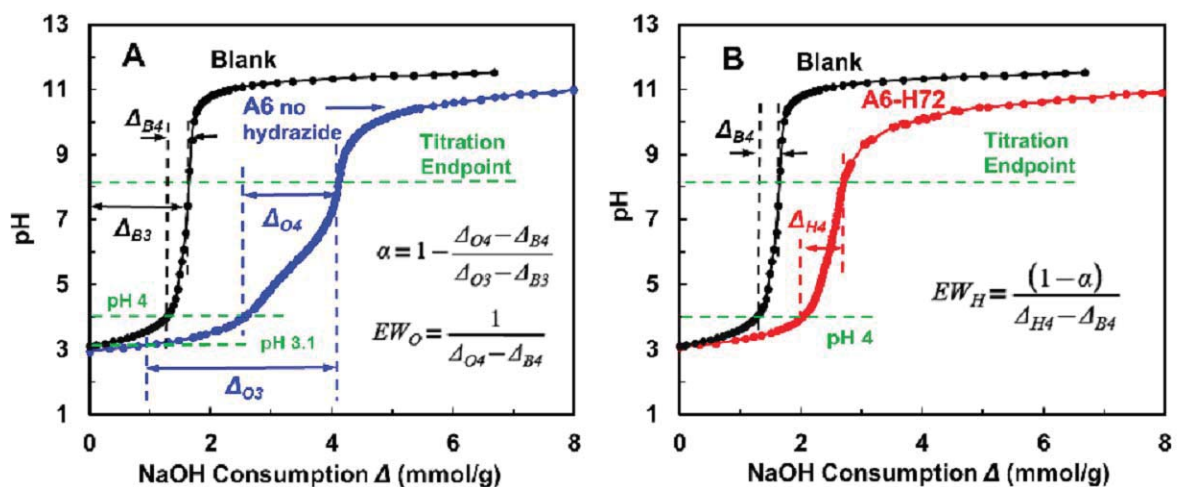 A
Blank
A6 no
hydrazide
Δ_B4
Titration
Endpoint
Δ_B3
Δ_O4
α = 1 − (Δ_O4 − Δ_B4) / (Δ_O3 − Δ_B3)
pH 4
pH 3.1
EW_O = 1 / (Δ_O4 − Δ_B4)
Δ_O3
pH
13
11
9
7
5
3
1
0 2 4 6 8
NaOH Consumption Δ (mmol/g)
B
Blank
A6-H72
Δ_B4
Titration
Endpoint
Δ_H4
EW_H = (1−α) / (Δ_H4 − Δ_B4)
pH 4
pH
13
11
9
7
5
3
1
0 2 4 6 8
NaOH Consumption Δ (mmol/g)